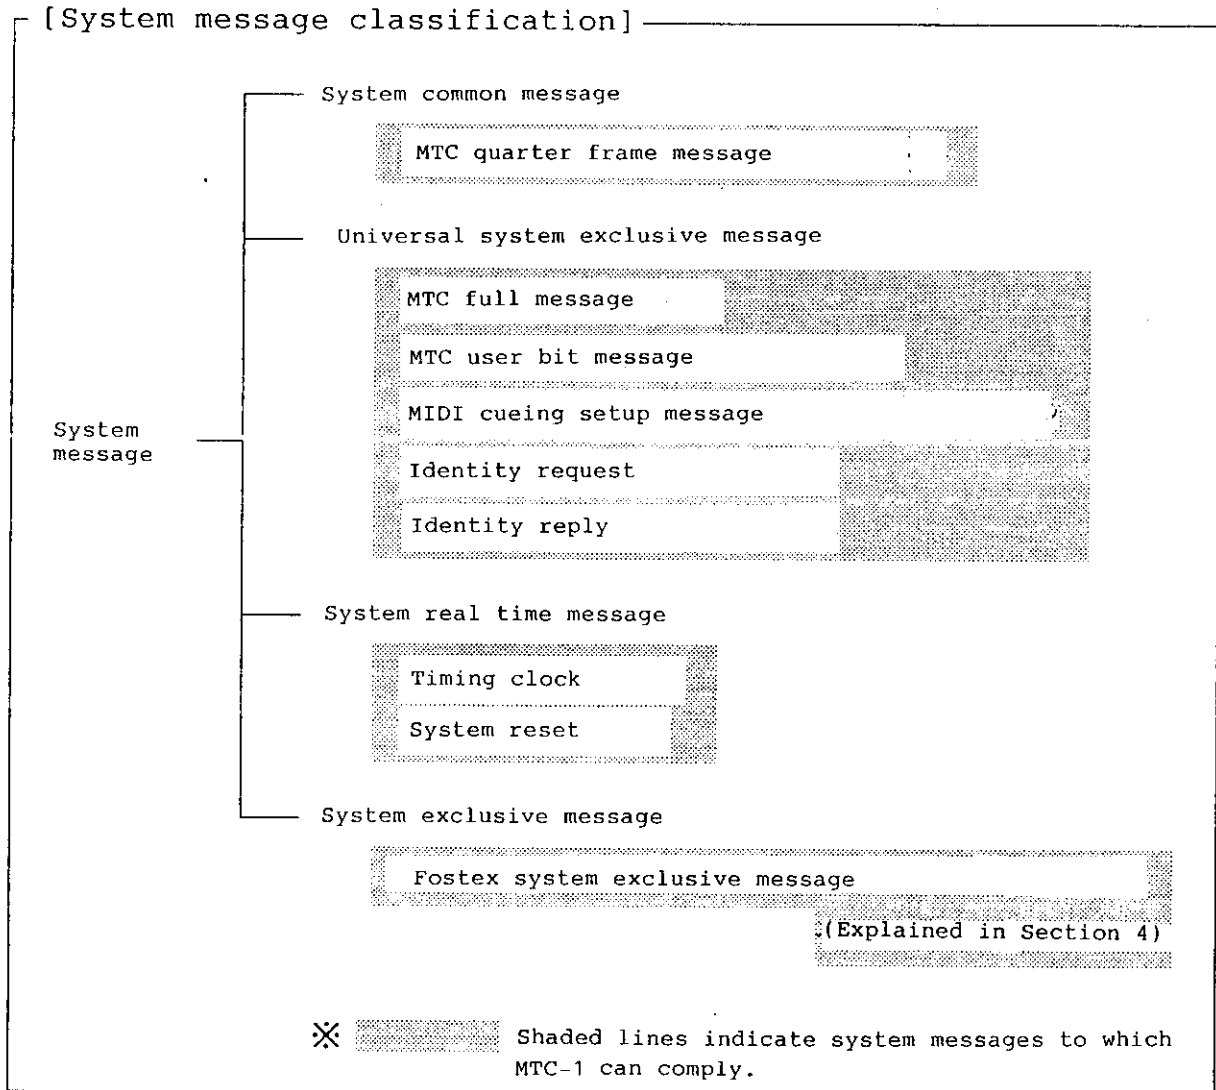 [System message classification]
System common message
MTC quarter frame message
Universal system exclusive message
MTC full message
MTC user bit message
MIDI cueing setup message
Identity request
Identity reply
System
message
System real time message
Timing clock
System reset
System exclusive message
Fostex system exclusive message
(Explained in Section 4)
※ Shaded lines indicate system messages to which
MTC-1 can comply.